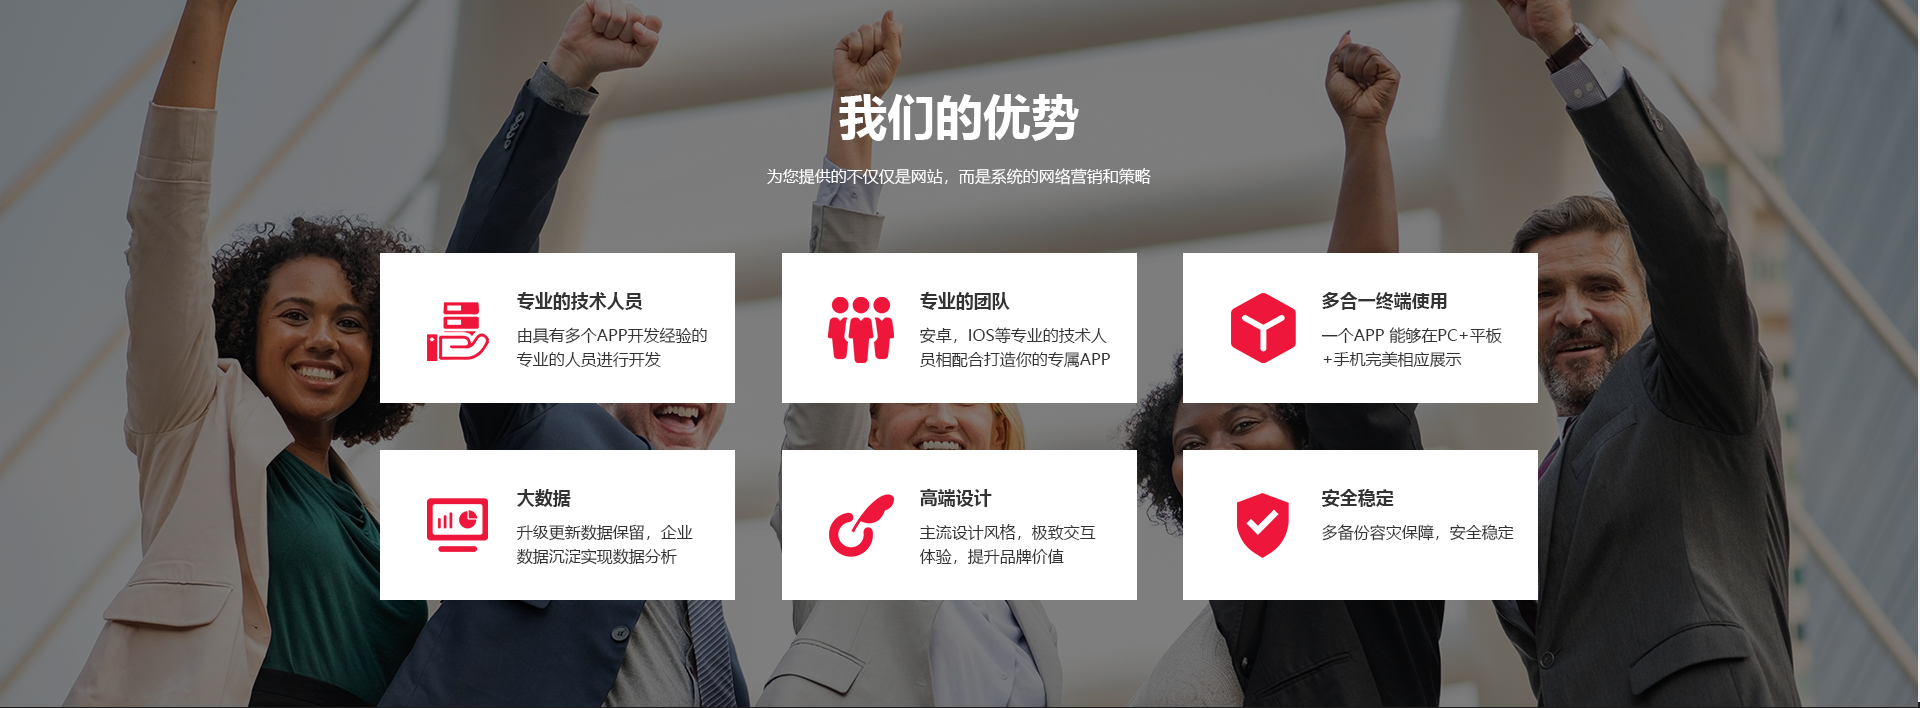 我们的优势
为您提供的不仅仅是网站，而是系统的网络营销和策略
专业的技术人员
由具有多个APP开发经验的
专业的人员进行开发
专业的团队
安卓，IOS等专业的技术人
员相配合打造你的专属APP
多合一终端使用
一个APP 能够在PC+平板
+手机完美相应展示
大数据
升级更新数据保留，企业
数据沉淀实现数据分析
高端设计
主流设计风格，极致交互
体验，提升品牌价值
安全稳定
多备份容灾保障，安全稳定